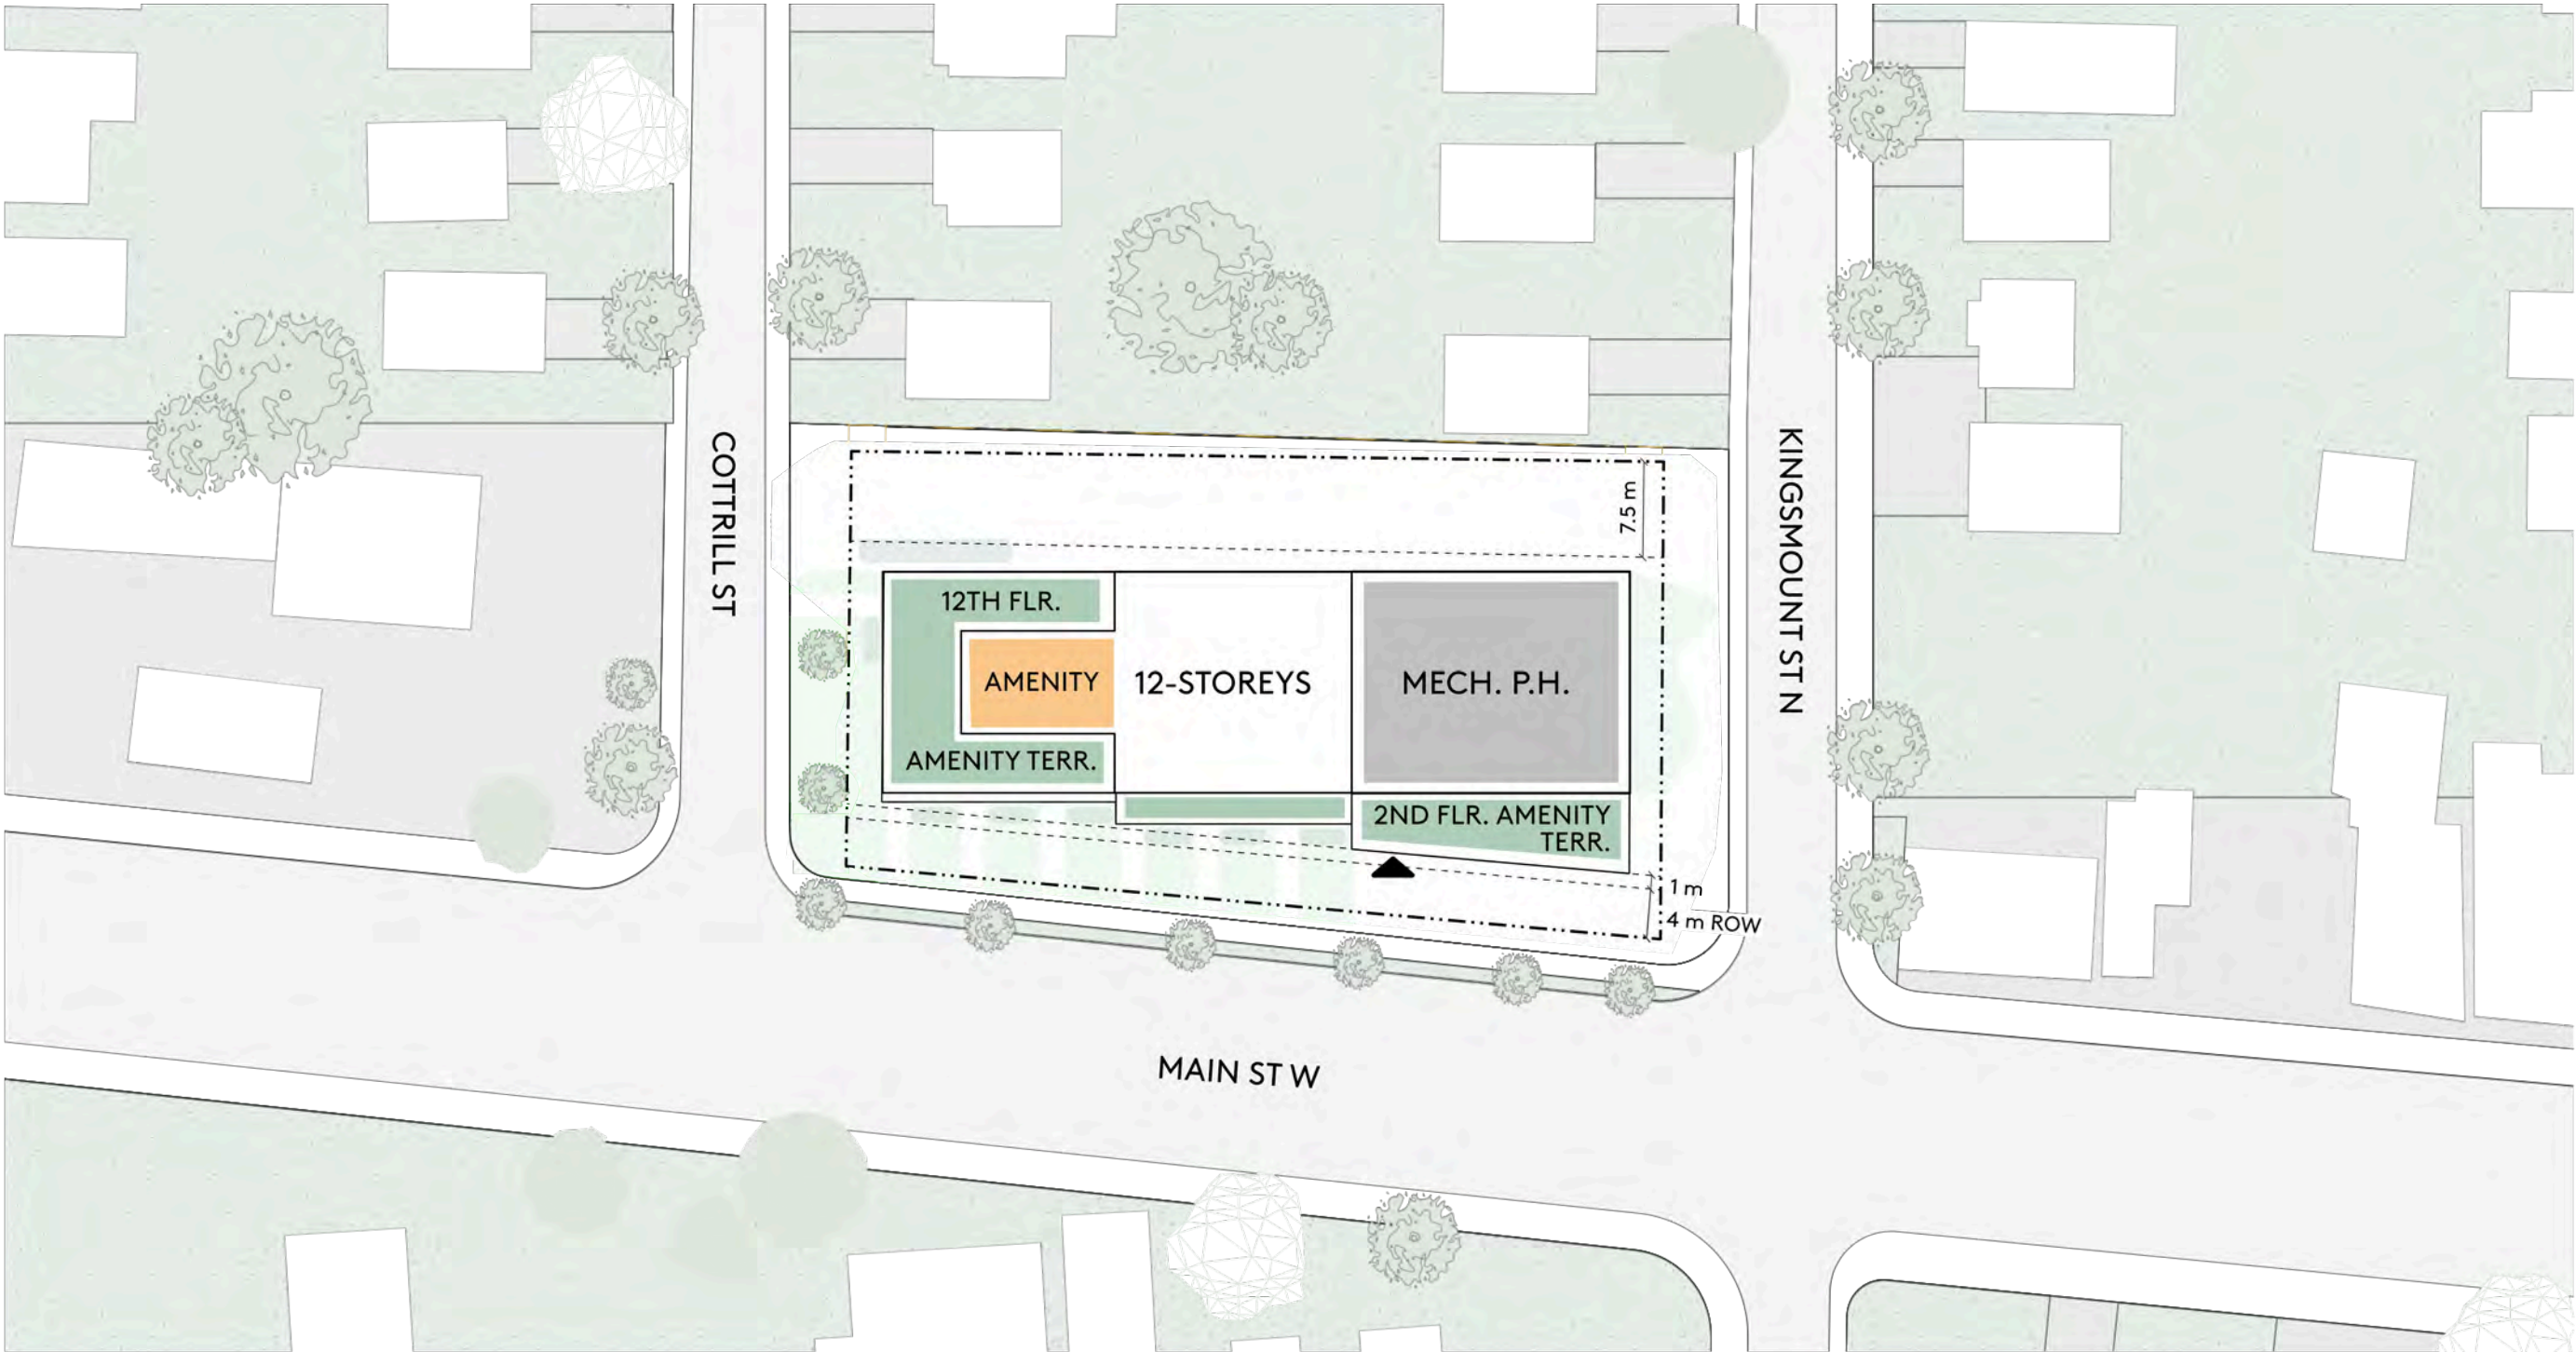 COTTRILL ST
KINGSMOUNT ST N
7.5 m
12TH FLR.
AMENITY
12-STOREYS
MECH. P.H.
AMENITY TERR.
2ND FLR. AMENITY
TERR.
1 m
4 m ROW
MAIN ST W